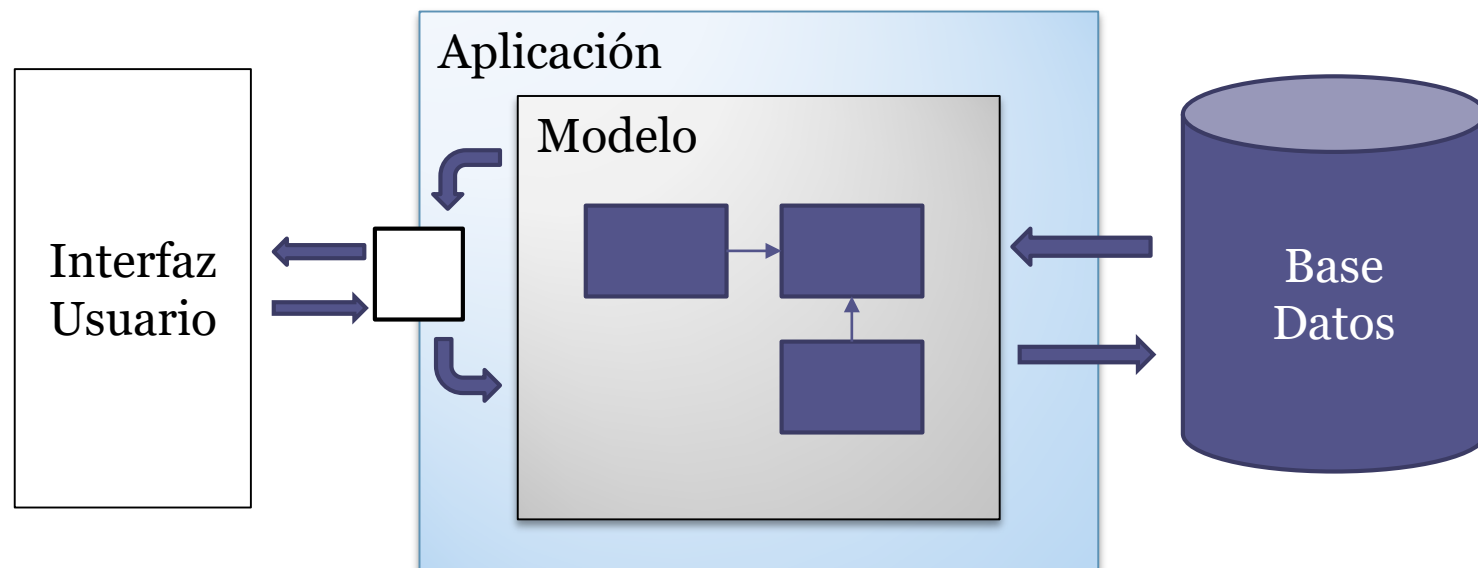 Aplicación
Modelo
Interfaz
Usuario
Base
Datos